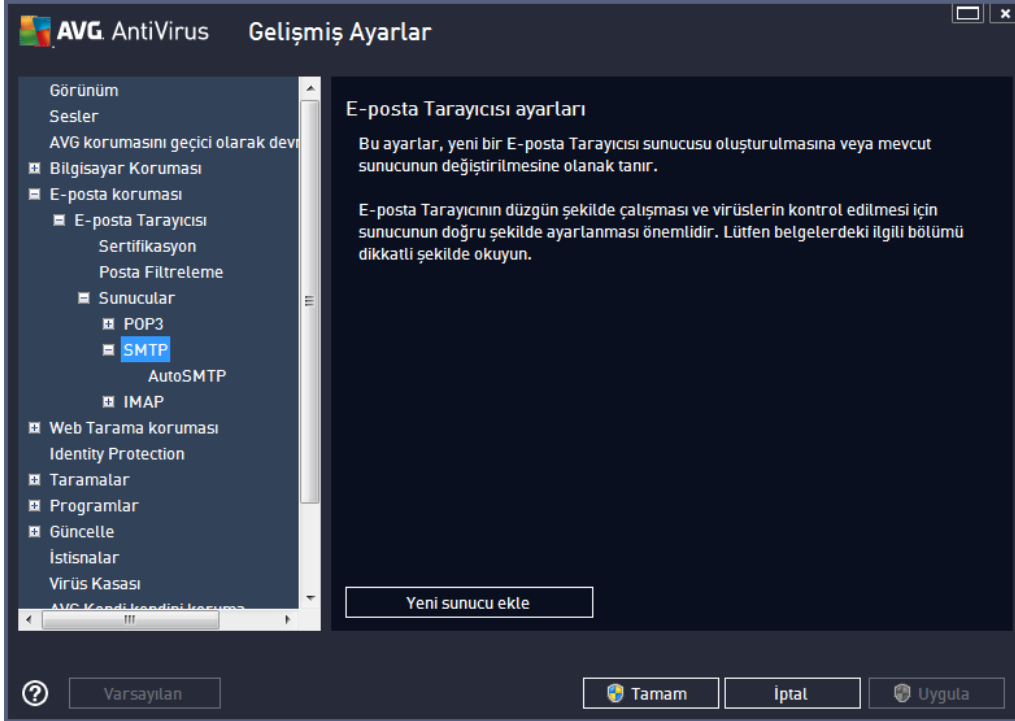 AVG. AntiVirus Gelişmiş Ayarlar
Görünüm
Sesler
AVG korumasını geçici olarak devr
Bilgisayar Koruması
E-posta koruması
E-posta Tarayıcısı
Sertifikasyon
Posta Filtreleme
Sunucular
POP3
SMTP
AutoSMTP
IMAP
Web Tarama koruması
Identity Protection
Taramalar
Programlar
Güncelle
İstisnalar
Virüs Kasası
AVG Kendi kendini koruma
E-posta Tarayıcısı ayarları
Bu ayarlar, yeni bir E-posta Tarayıcısı sunucusu oluşturulmasına veya mevcut
sunucunun değiştirilmesine olanak tanır.
E-posta Tarayıcının düzgün şekilde çalışması ve virüslerin kontrol edilmesi için
sunucunun doğru şekilde ayarlanması önemlidir. Lütfen belgelerdeki ilgili bölümü
dikkatli şekilde okuyun.
Yeni sunucu ekle
Varsayılan
Tamam
İptal
Uygula